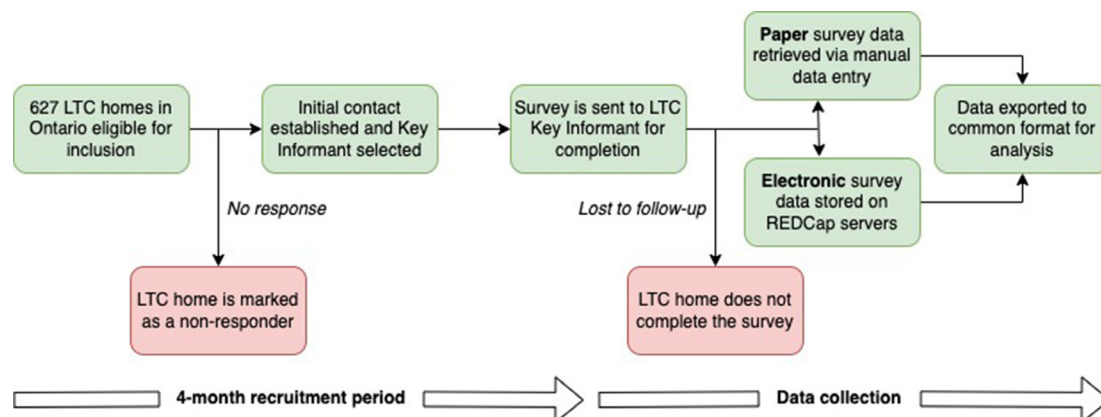 627 LTC homes in
Ontario eligible for
inclusion
Initial contact
established and Key
Informant selected
Survey is sent to LTC
Key Informant for
completion
Paper survey data
retrieved via manual
data entry
Electronic survey
data stored on
REDCap servers
Data exported to
common format for
analysis
No response
Lost to follow-up
LTC home is marked
as a non-responder
LTC home does not
complete the survey
4-month recruitment period
Data collection